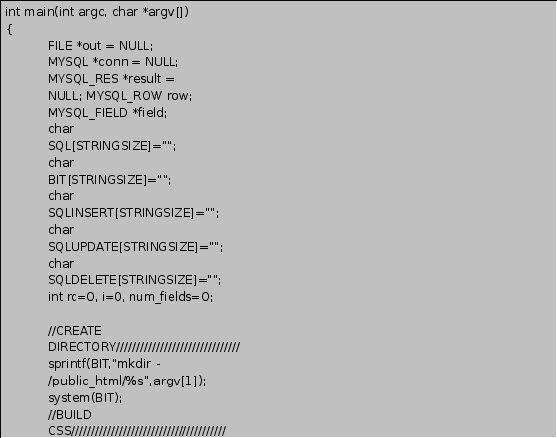 int main(int argc, char *argv[])
{
FILE *out = NULL;
MYSQL *conn = NULL;
MYSQL_RES *result =
NULL; MYSQL_ROW row;
MYSQL_FIELD *field;
char
SQL[STRINGSIZE]="";
char
BIT[STRINGSIZE]="";
char
SQLINSERT[STRINGSIZE]="";
char
SQLUPDATE[STRINGSIZE]="";
char
SQLDELETE[STRINGSIZE]="";
int rc=0, i=0, num_fields=0;
//CREATE
DIRECTORY///////////////////////////////
sprintf(BIT,"mkdir -
/public_html/%s",argv[1]);
system(BIT);
//BUILD
CSS///////////////////////////////////////